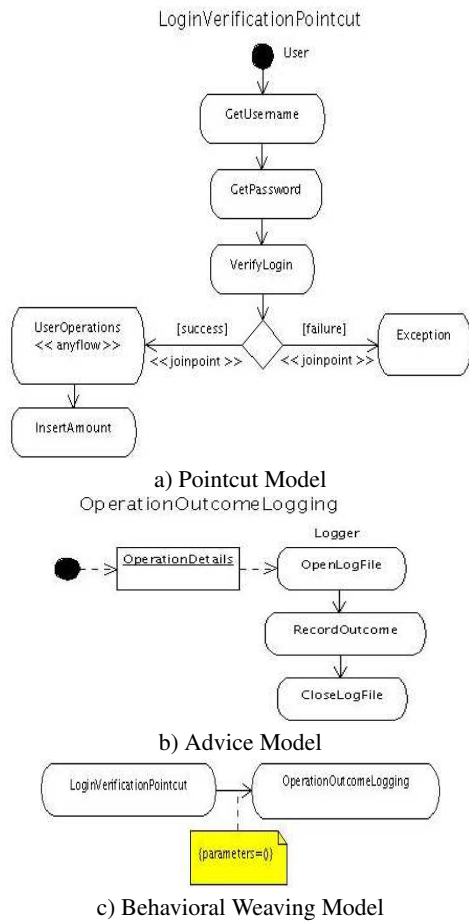 LoginVerificationPointcut
User
GetUsername
GetPassword
VerifyLogin
UserOperations
<< anyflow >>
[success]
<< joinpoint >>
[failure]
<< joinpoint >>
Exception
InsertAmount
a) Pointcut Model
OperationOutcomeLogging
Logger
OperationDetails
OpenLogFile
RecordOutcome
CloseLogFile
b) Advice Model
LoginVerificationPointcut
OperationOutcomeLogging
{parameters=()}
c) Behavioral Weaving Model